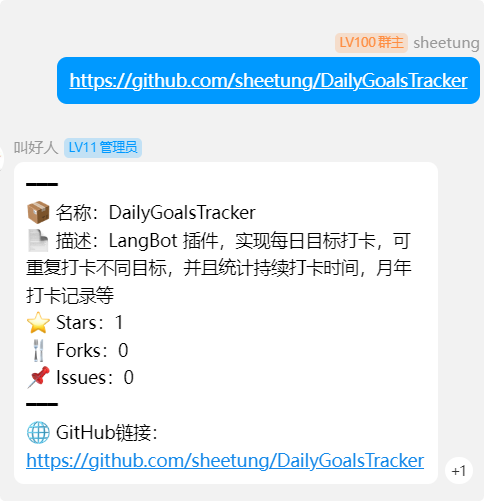 LV100 群主 sheetung
https://github.com/sheetung/DailyGoalsTracker
叫好人 LV11 管理员
━━━
📦 名称：DailyGoalsTracker
📄 描述：LangBot 插件，实现每日目标打卡，可
重复打卡不同目标，并且统计持续打卡时间，月年
打卡记录等
⭐ Stars：1
🍴 Forks：0
📌 Issues：0
━━━
🌐 GitHub链接：
https://github.com/sheetung/DailyGoalsTracker
+1